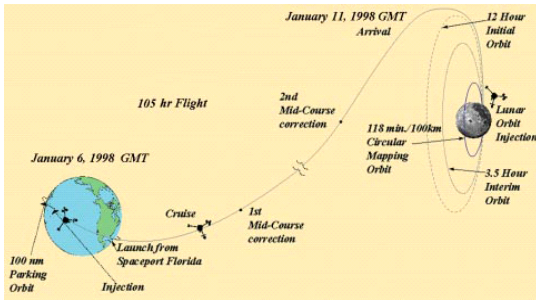 January 11, 1998 GMT
Arrival
12 Hour
Initial
Orbit
105 hr Flight
2nd
Mid-Course
correction
118 min./100km
Circular
Mapping
Orbit
Lunar
Orbit
Injection
3.5 Hour
Interim
Orbit
January 6, 1998 GMT
Cruise
1st
Mid-Course
correction
Launch from
Spaceport Florida
100 nm
Parking
Orbit
Injection